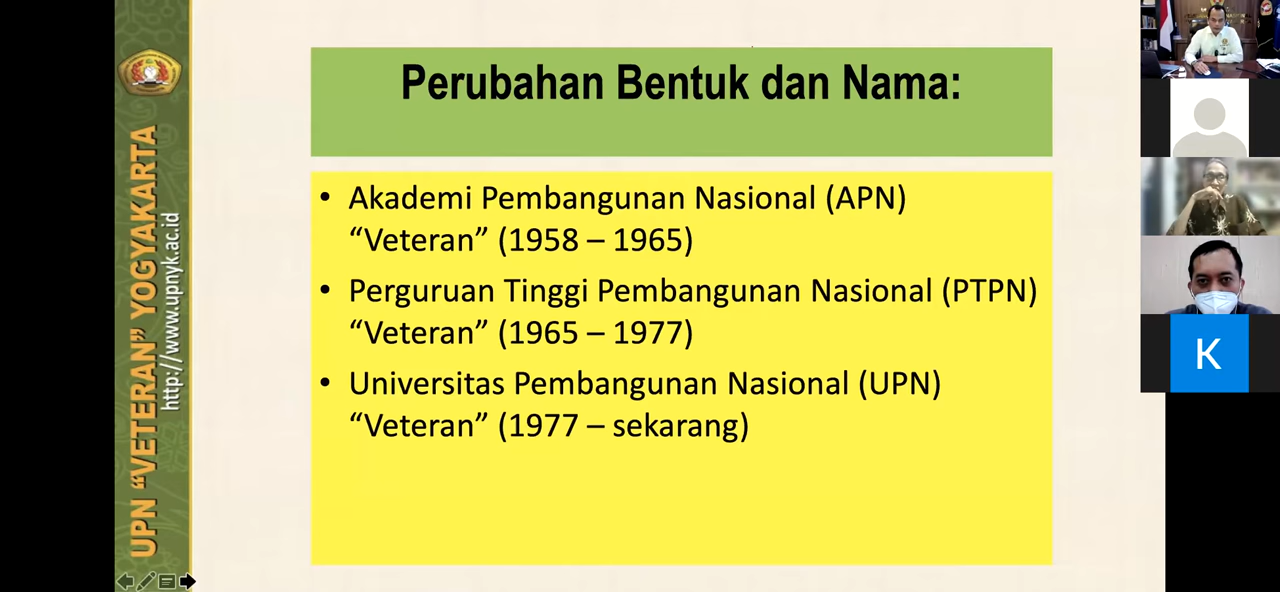 Perubahan Bentuk dan Nama:
• Akademi Pembangunan Nasional (APN)
“Veteran” (1958 – 1965)
• Perguruan Tinggi Pembangunan Nasional (PTPN)
“Veteran” (1965 – 1977)
• Universitas Pembangunan Nasional (UPN)
“Veteran” (1977 – sekarang)
UPN “VETERAN” YOGYAKARTA
http://www.upnyk.ac.id
K